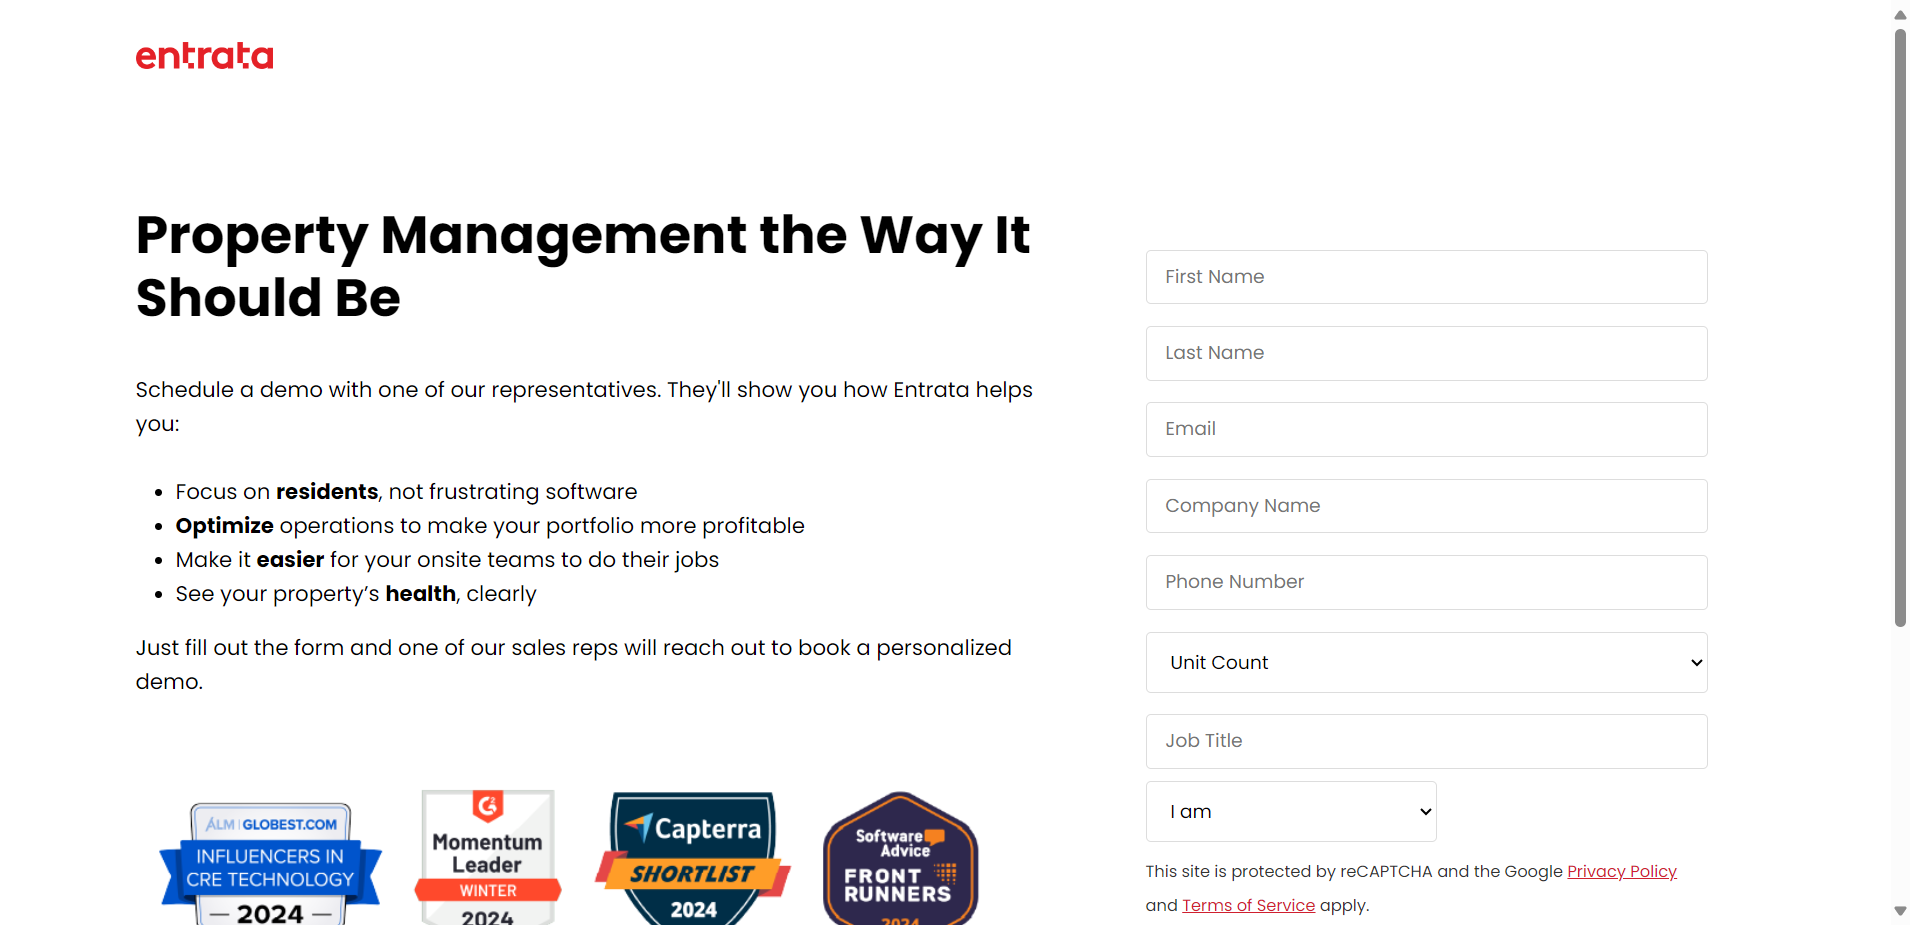 entrata
Property Management the Way It
Should Be
Schedule a demo with one of our representatives. They'll show you how Entrata helps
you:
Focus on residents, not frustrating software
Optimize operations to make your portfolio more profitable
Make it easier for your onsite teams to do their jobs
See your property’s health, clearly
Just fill out the form and one of our sales reps will reach out to book a personalized
demo.
ALM | GLOBEST.COM
INFLUENCERS IN
CRE TECHNOLOGY
— 2024 —
G2
Momentum
Leader
WINTER
2024
Capterra
SHORTLIST
2024
Software
Advice
FRONT
RUNNERS
2024
First Name
Last Name
Email
Company Name
Phone Number
Unit Count
Job Title
I am
This site is protected by reCAPTCHA and the Google Privacy Policy
and Terms of Service apply.